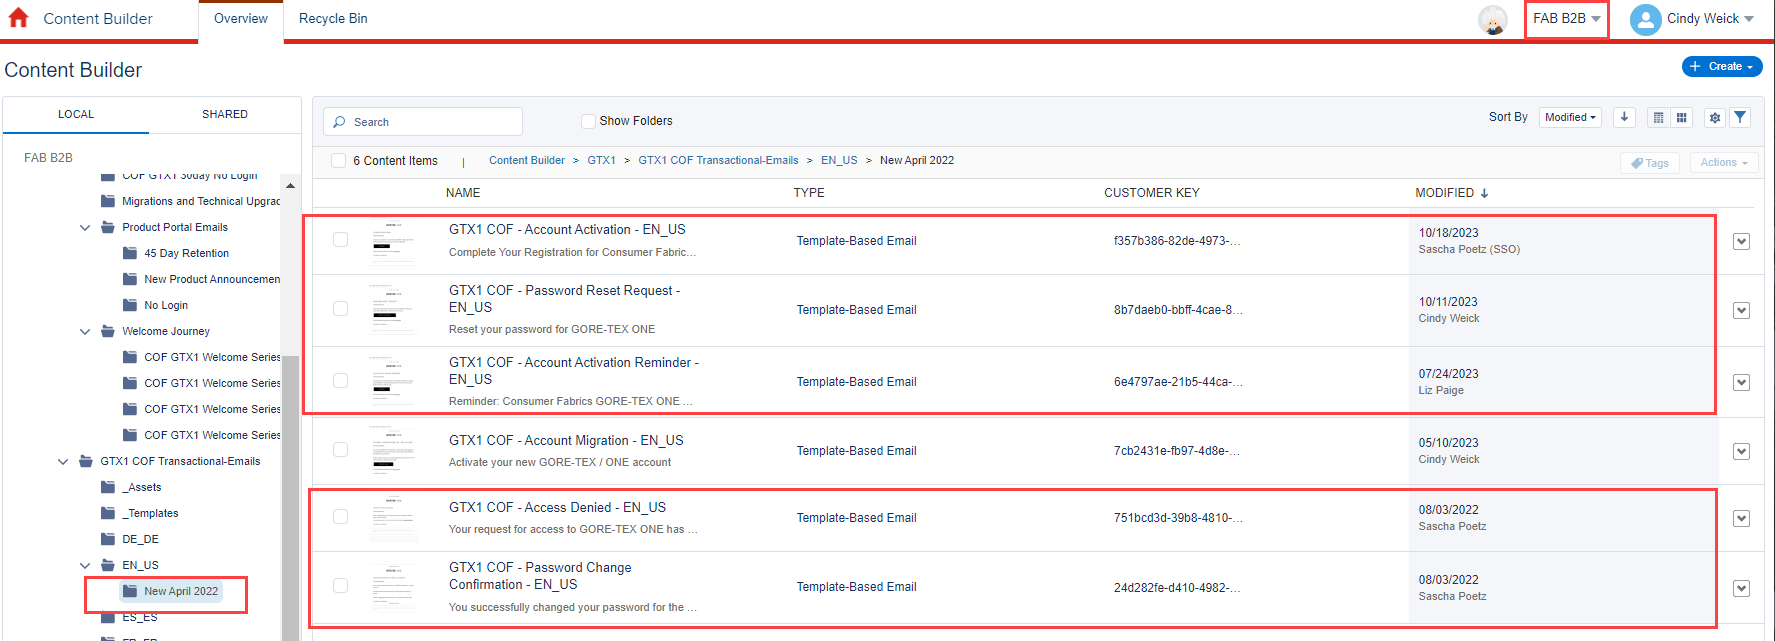 Content Builder
Overview
Recycle Bin
FAB B2B
Cindy Weick
Content Builder
Create
LOCAL
SHARED
FAB B2B
COF GTX1 30day No Login
Migrations and Technical Upgrad
Product Portal Emails
45 Day Retention
New Product Announcemen
No Login
Welcome Journey
COF GTX1 Welcome Series
COF GTX1 Welcome Series
COF GTX1 Welcome Series
COF GTX1 Welcome Series
GTX1 COF Transactional-Emails
_Assets
_Templates
DE_DE
EN_US
New April 2022
ES_ES
Search
Show Folders
Sort By
Modified
6 Content Items | Content Builder > GTX1 > GTX1 COF Transactional-Emails > EN_US > New April 2022
Tags
Actions
NAME TYPE CUSTOMER KEY MODIFIED
GTX1 COF - Account Activation - EN_US
Complete Your Registration for Consumer Fabric...
Template-Based Email
f357b386-82de-4973-...
10/18/2023
Sascha Poetz (SSO)
GTX1 COF - Password Reset Request -
EN_US
Reset your password for GORE-TEX ONE
Template-Based Email
8b7daeb0-bbff-4cae-8...
10/11/2023
Cindy Weick
GTX1 COF - Account Activation Reminder -
EN_US
Reminder: Consumer Fabrics GORE-TEX ONE ...
Template-Based Email
6e4797ae-21b5-44ca-...
07/24/2023
Liz Paige
GTX1 COF - Account Migration - EN_US
Activate your new GORE-TEX / ONE account
Template-Based Email
7cb2431e-fb97-4d8e-...
05/10/2023
Cindy Weick
GTX1 COF - Access Denied - EN_US
Your request for access to GORE-TEX ONE has ...
Template-Based Email
751bcd3d-39b8-4810-...
08/03/2022
Sascha Poetz
GTX1 COF - Password Change
Confirmation - EN_US
You successfully changed your password for the ...
Template-Based Email
24d282fe-d410-4982-...
08/03/2022
Sascha Poetz